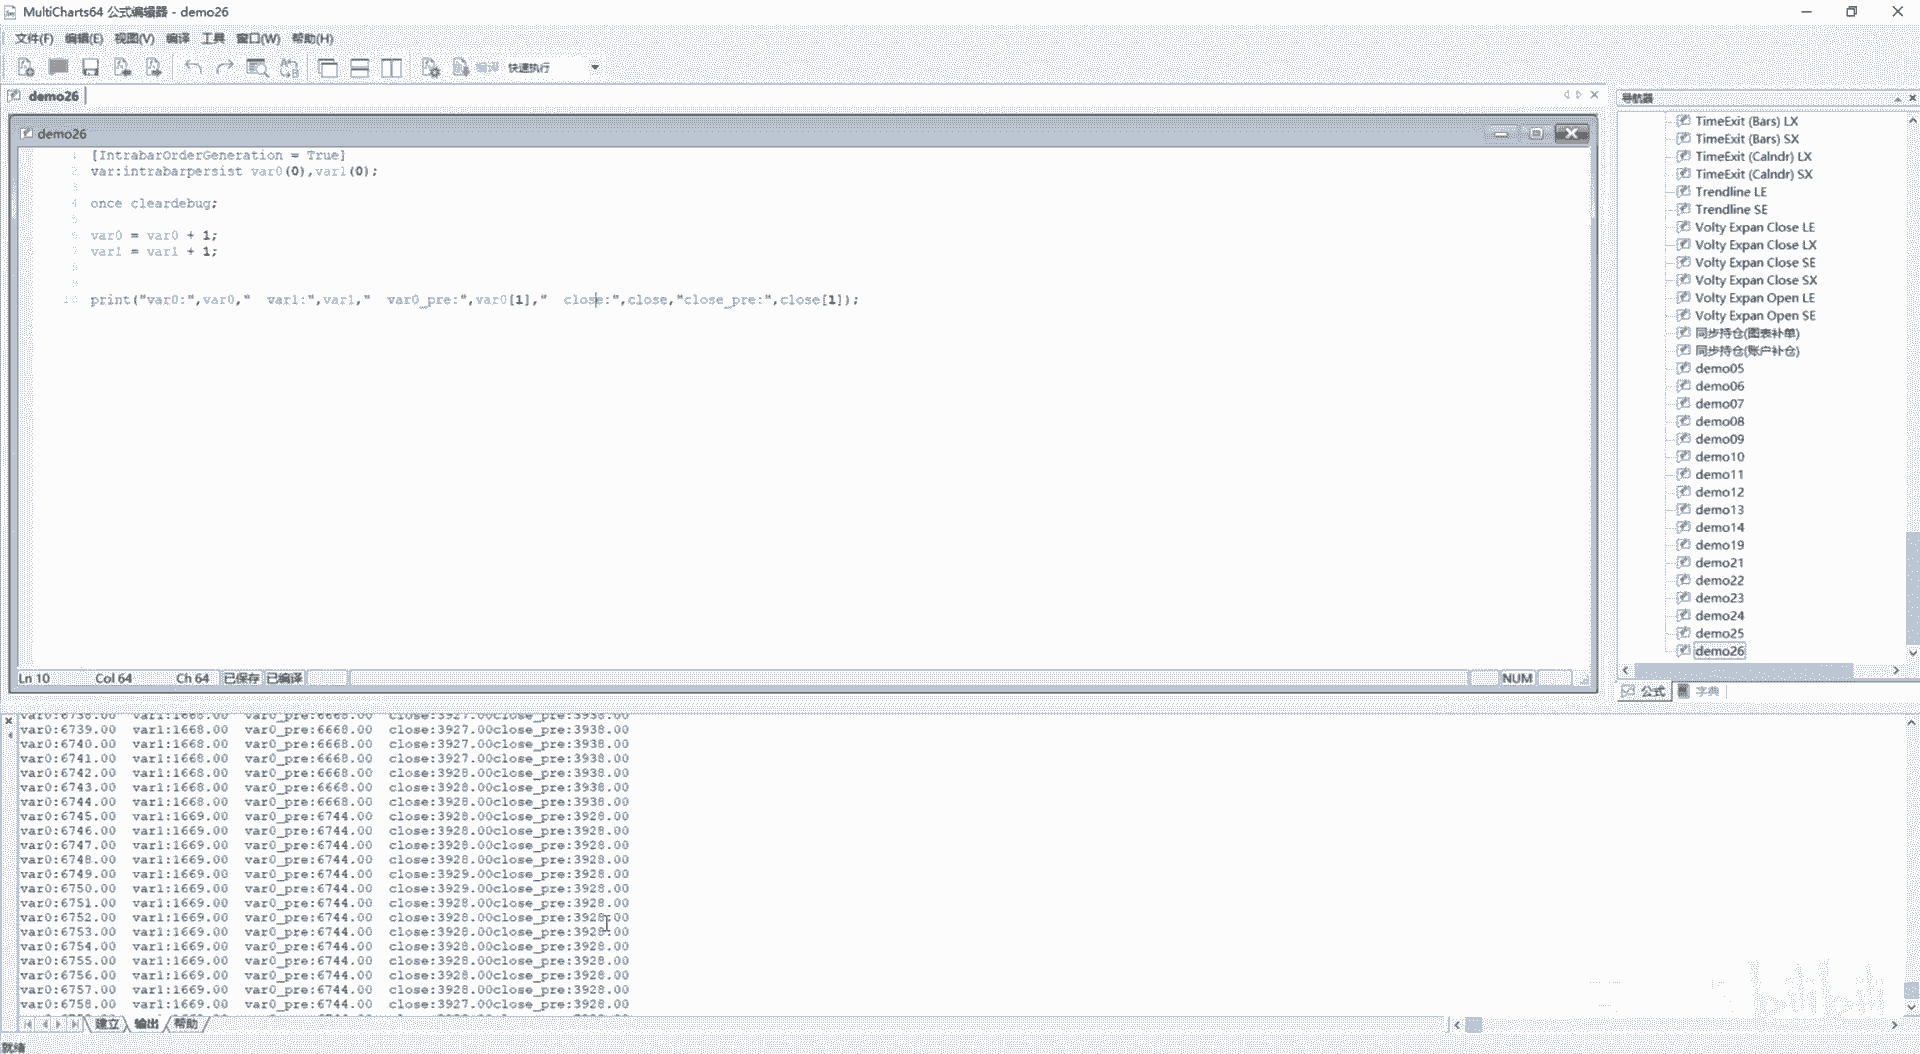 MultiCharts64 公式编辑器 - demo26
文件(F) 编辑(E) 视图(V) 编译 工具 窗口(W) 帮助(H)
编译 快速执行
demo26
demo26
1 [IntrabarOrderGeneration = True]
2 var:intrabarpersist var0(0),var1(0);
3
4 once cleardebug;
5
6 var0 = var0 + 1;
7 var1 = var1 + 1;
8
9
10 print("var0:",var0,"  var1:",var1,"  var0_pre:",var0[1],"  close:",close,"close_pre:",close[1]);
Ln 10 Col 64 Ch 64 已保存 已编译 NUM
导航器
TimeExit (Bars) LX
TimeExit (Bars) SX
TimeExit (Calndr) LX
TimeExit (Calndr) SX
Trendline LE
Trendline SE
Volty Expan Close LE
Volty Expan Close LX
Volty Expan Close SE
Volty Expan Close SX
Volty Expan Open LE
Volty Expan Open SE
同步持仓(图表补单)
同步持仓(账户补仓)
demo05
demo06
demo07
demo08
demo09
demo10
demo11
demo12
demo13
demo14
demo19
demo21
demo22
demo23
demo24
demo25
demo26
公式 字典
var0:6738.00  var1:1668.00  var0_pre:6668.00  close:3927.00close_pre:3938.00
var0:6739.00  var1:1668.00  var0_pre:6668.00  close:3927.00close_pre:3938.00
var0:6740.00  var1:1668.00  var0_pre:6668.00  close:3927.00close_pre:3938.00
var0:6741.00  var1:1668.00  var0_pre:6668.00  close:3927.00close_pre:3938.00
var0:6742.00  var1:1668.00  var0_pre:6668.00  close:3928.00close_pre:3938.00
var0:6743.00  var1:1668.00  var0_pre:6668.00  close:3928.00close_pre:3938.00
var0:6744.00  var1:1668.00  var0_pre:6668.00  close:3928.00close_pre:3938.00
var0:6745.00  var1:1669.00  var0_pre:6744.00  close:3928.00close_pre:3928.00
var0:6746.00  var1:1669.00  var0_pre:6744.00  close:3928.00close_pre:3928.00
var0:6747.00  var1:1669.00  var0_pre:6744.00  close:3928.00close_pre:3928.00
var0:6748.00  var1:1669.00  var0_pre:6744.00  close:3928.00close_pre:3928.00
var0:6749.00  var1:1669.00  var0_pre:6744.00  close:3929.00close_pre:3928.00
var0:6750.00  var1:1669.00  var0_pre:6744.00  close:3929.00close_pre:3928.00
var0:6751.00  var1:1669.00  var0_pre:6744.00  close:3928.00close_pre:3928.00
var0:6752.00  var1:1669.00  var0_pre:6744.00  close:3928.00close_pre:3928.00
var0:6753.00  var1:1669.00  var0_pre:6744.00  close:3928.00close_pre:3928.00
var0:6754.00  var1:1669.00  var0_pre:6744.00  close:3928.00close_pre:3928.00
var0:6755.00  var1:1669.00  var0_pre:6744.00  close:3928.00close_pre:3928.00
var0:6756.00  var1:1669.00  var0_pre:6744.00  close:3928.00close_pre:3928.00
var0:6757.00  var1:1669.00  var0_pre:6744.00  close:3928.00close_pre:3928.00
var0:6758.00  var1:1669.00  var0_pre:6744.00  close:3927.00close_pre:3928.00
建立 输出 帮助
就绪
bilibili